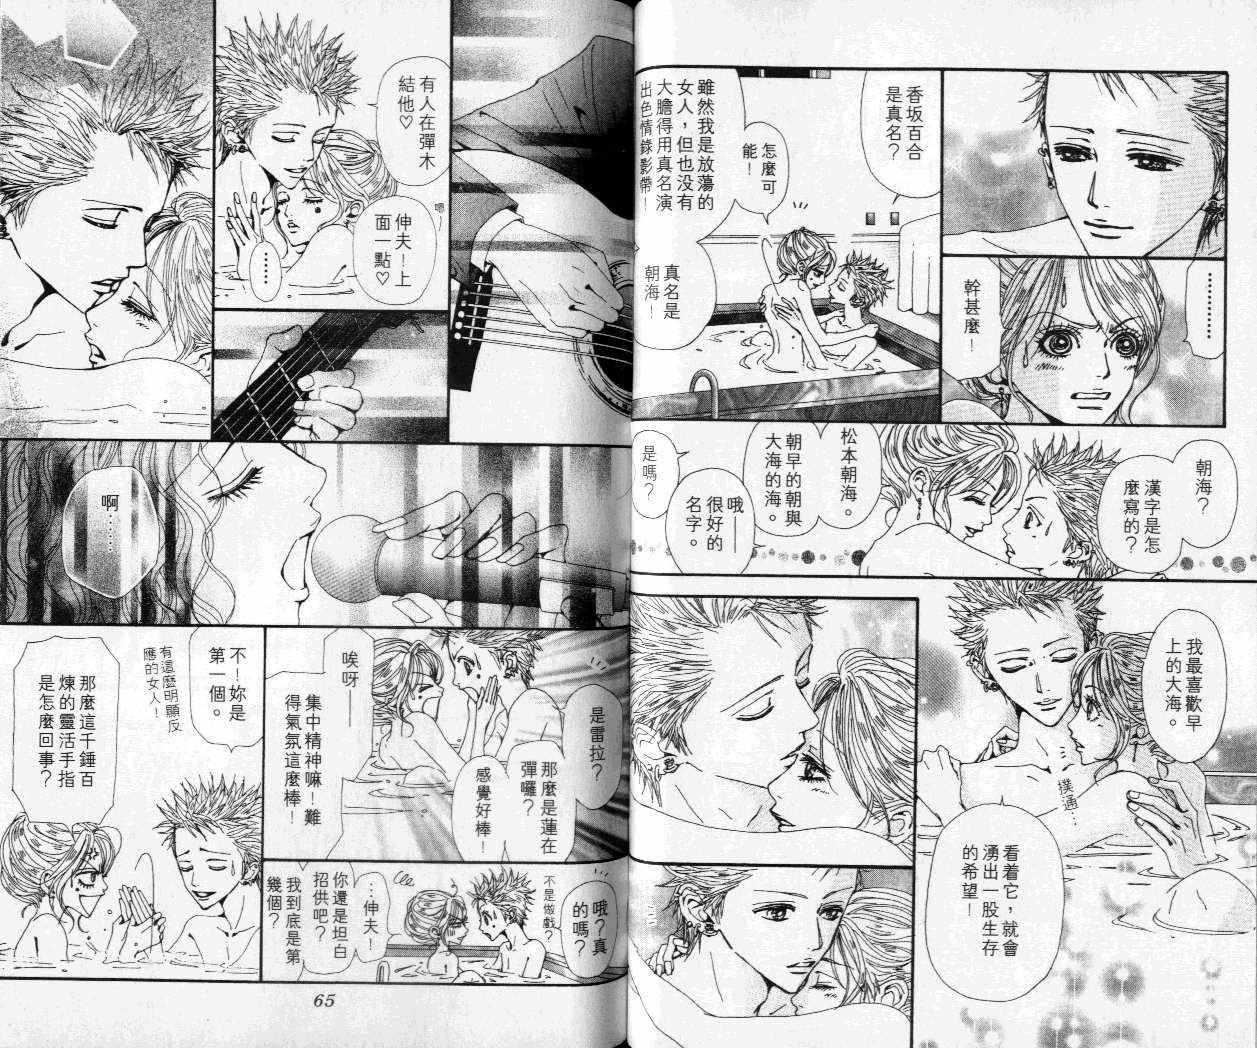 香坂百合
是真名？
怎麼可
能！
雖然我是放蕩的
女人，但也沒有
大膽得用真名演
出色情錄影帶！
真名是
朝海！
…………
幹甚麼！
朝海？
漢字是怎
麼寫的？
松本朝海。
朝早的朝與
大海的海。
哦——
很好的
名字。
是嗎？
我最喜歡早
上的大海。
撲通…
看着它，就會
湧出一股生存
的希望！
有人在彈木
結他♡
嗯！
伸夫！上
面一點♡
……
啊……
是雷拉？
那麼是蓮在
彈囉？
感覺好棒！
唉呀——
集中精神嘛！難
得氣氛這麼棒！
哦？真
的嗎？
不是做戲？
…伸夫！
你還是坦白
招供吧？
我到底是第
幾個？
不！妳是
第一個。
有這麼明顯反
應的女人！
那麼這千錘百
煉的靈活手指
是怎麼回事？
65